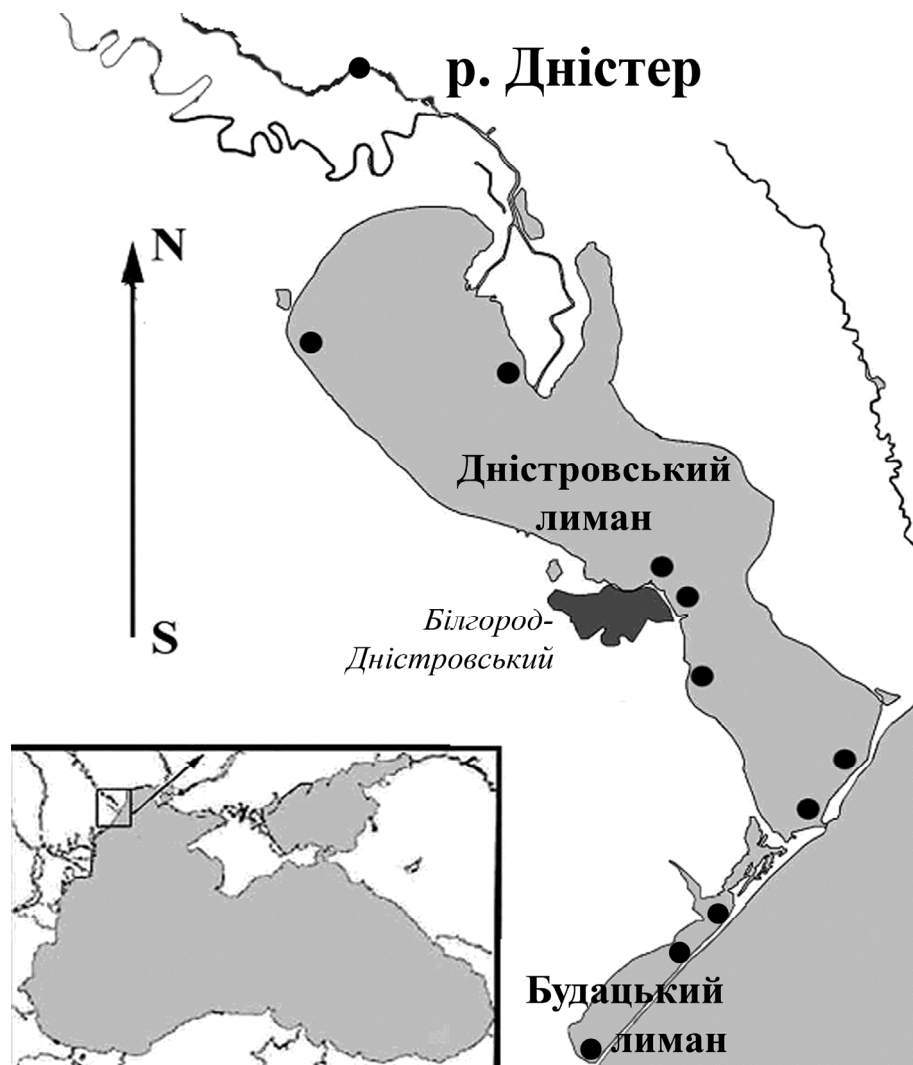 р. Дністер
N
Дністровський
лиман
S
Білгород-
Дністровський
Будацький
лиман